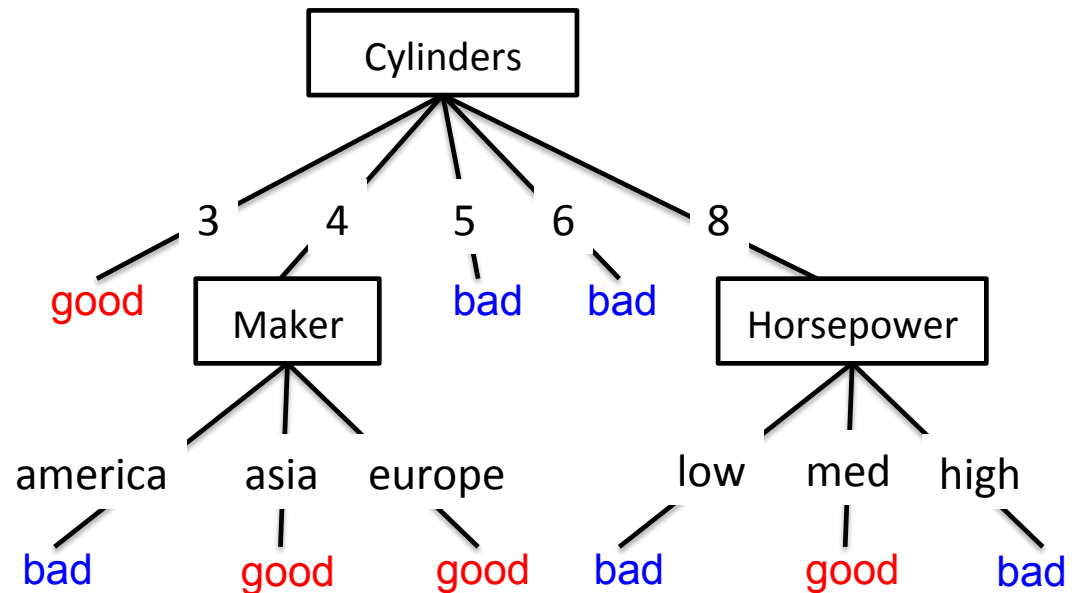 Cylinders
3 4 5 6 8
good Maker bad bad Horsepower
america asia europe low med high
bad good good bad good bad